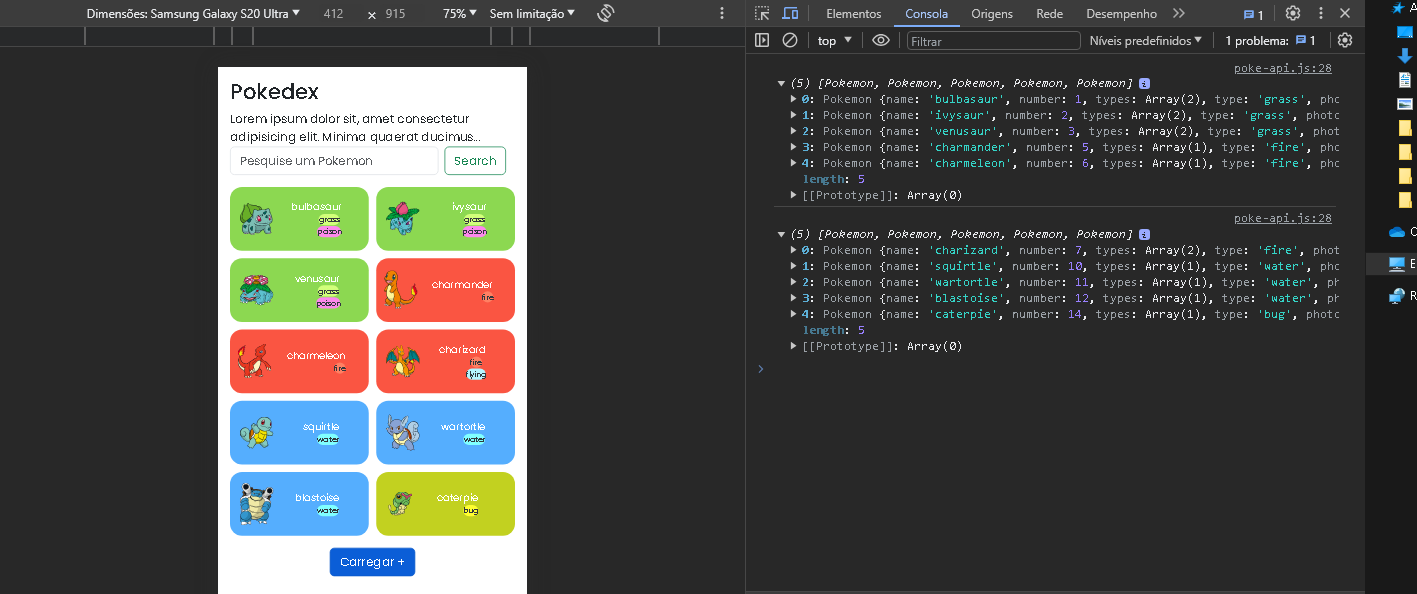 Dimensões: Samsung Galaxy S20 Ultra ▼ 412 × 915 75% ▼ Sem limitação ▼
Pokedex
Lorem ipsum dolor sit, amet consectetur
adipisicing elit. Minima quaerat ducimus...
Pesquise um Pokemon Search
bulbasaur
grass
poison
ivysaur
grass
poison
venusaur
grass
poison
charmander
fire
charmeleon
fire
charizard
fire
flying
squirtle
water
wartortle
water
blastoise
water
caterpie
bug
Carregar +
Elementos Consola Origens Rede Desempenho 1
top ▼ Filtrar Níveis predefinidos ▼ 1 problema: 1
poke-api.js:28
(5) [Pokemon, Pokemon, Pokemon, Pokemon, Pokemon] i
0: Pokemon {name: 'bulbasaur', number: 1, types: Array(2), type: 'grass', pho
1: Pokemon {name: 'ivysaur', number: 2, types: Array(2), type: 'grass', photo
2: Pokemon {name: 'venusaur', number: 3, types: Array(2), type: 'grass', phot
3: Pokemon {name: 'charmander', number: 5, types: Array(1), type: 'fire', pho
4: Pokemon {name: 'charmeleon', number: 6, types: Array(1), type: 'fire', pho
length: 5
[[Prototype]]: Array(0)
poke-api.js:28
(5) [Pokemon, Pokemon, Pokemon, Pokemon, Pokemon] i
0: Pokemon {name: 'charizard', number: 7, types: Array(2), type: 'fire', phot
1: Pokemon {name: 'squirtle', number: 10, types: Array(1), type: 'water', pho
2: Pokemon {name: 'wartortle', number: 11, types: Array(1), type: 'water', ph
3: Pokemon {name: 'blastoise', number: 12, types: Array(1), type: 'water', ph
4: Pokemon {name: 'caterpie', number: 14, types: Array(1), type: 'bug', photo
length: 5
[[Prototype]]: Array(0)